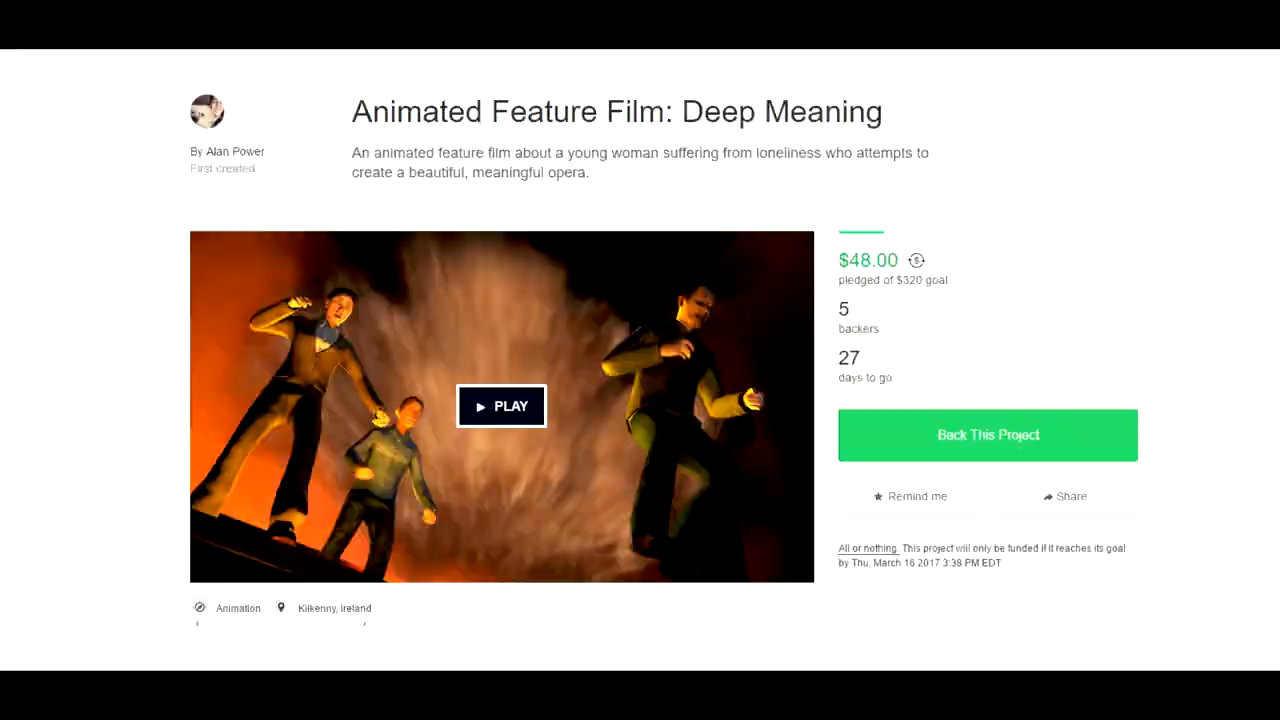 Animated Feature Film: Deep Meaning
An animated feature film about a young woman suffering from loneliness who attempts to
create a beautiful, meaningful opera.
By Alan Power
First created
PLAY
$48.00
pledged of $320 goal
5
backers
27
days to go
Back This Project
Remind me
Share
All or nothing. This project will only be funded if it reaches its goal
by Thu, March 16 2017 3:38 PM EDT
Animation
Kilkenny, Ireland